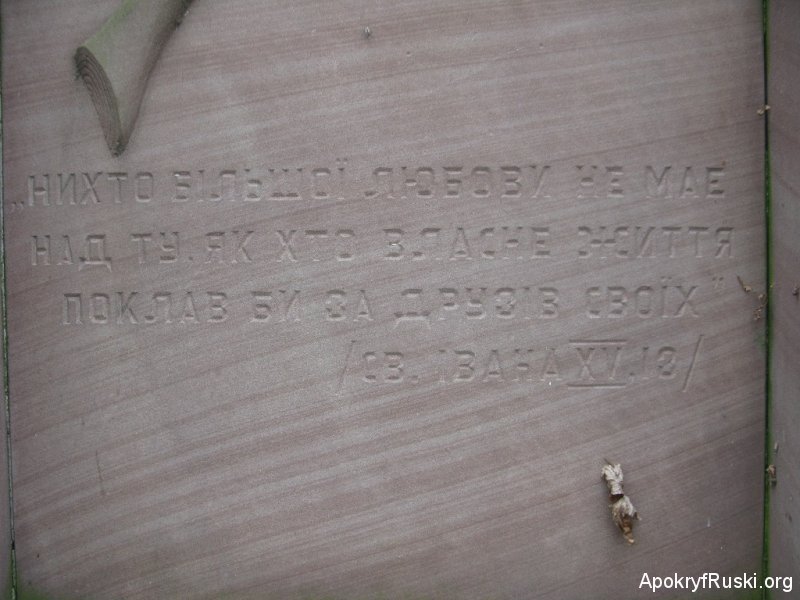 „НИХТО БІЛЬШОЇ ЛЮБОВИ НЕ МАЕ
НАД ТУ, ЯК ХТО ВЛАСНЕ ЖИТТЯ
ПОКЛАВ БИ ЗА ДРУЗІВ СВОЇХ"
/СВ. ІВАНА XV.13/
ApokryfRuski.org